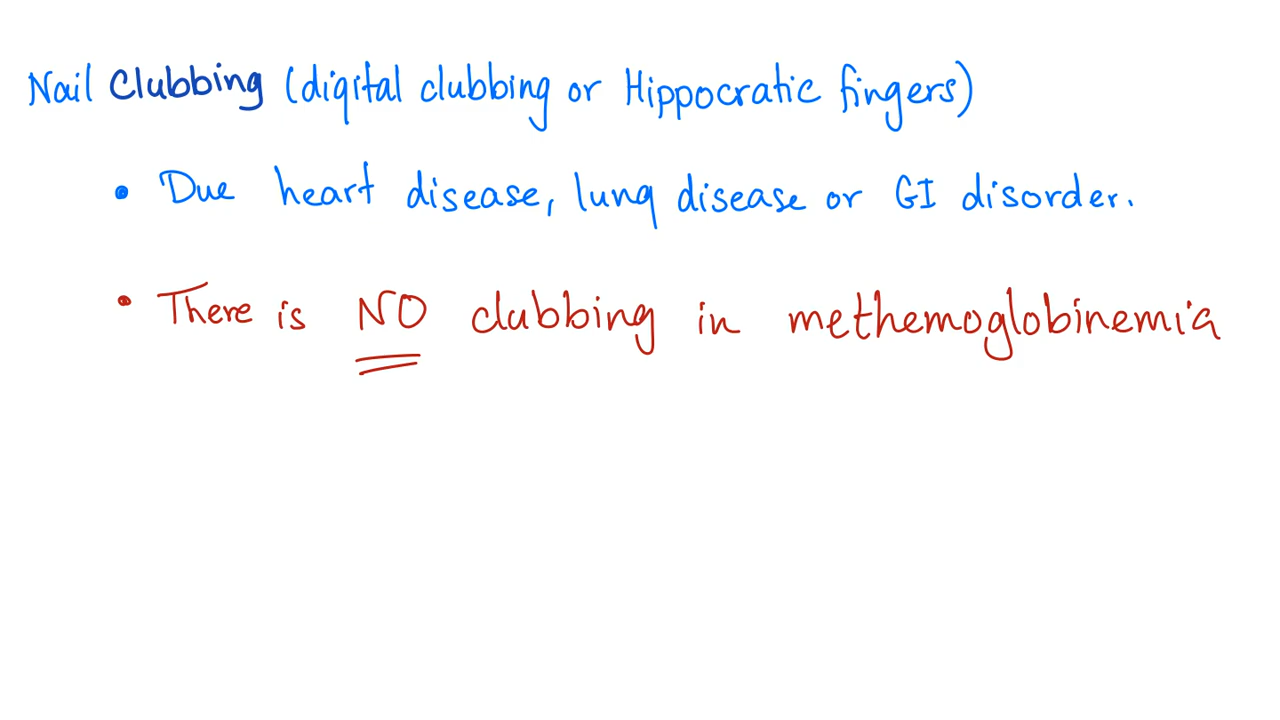 Nail Clubbing (digital clubbing or Hippocratic fingers)
• Due heart disease, lung disease or GI disorder.
• There is NO clubbing in methemoglobinemia